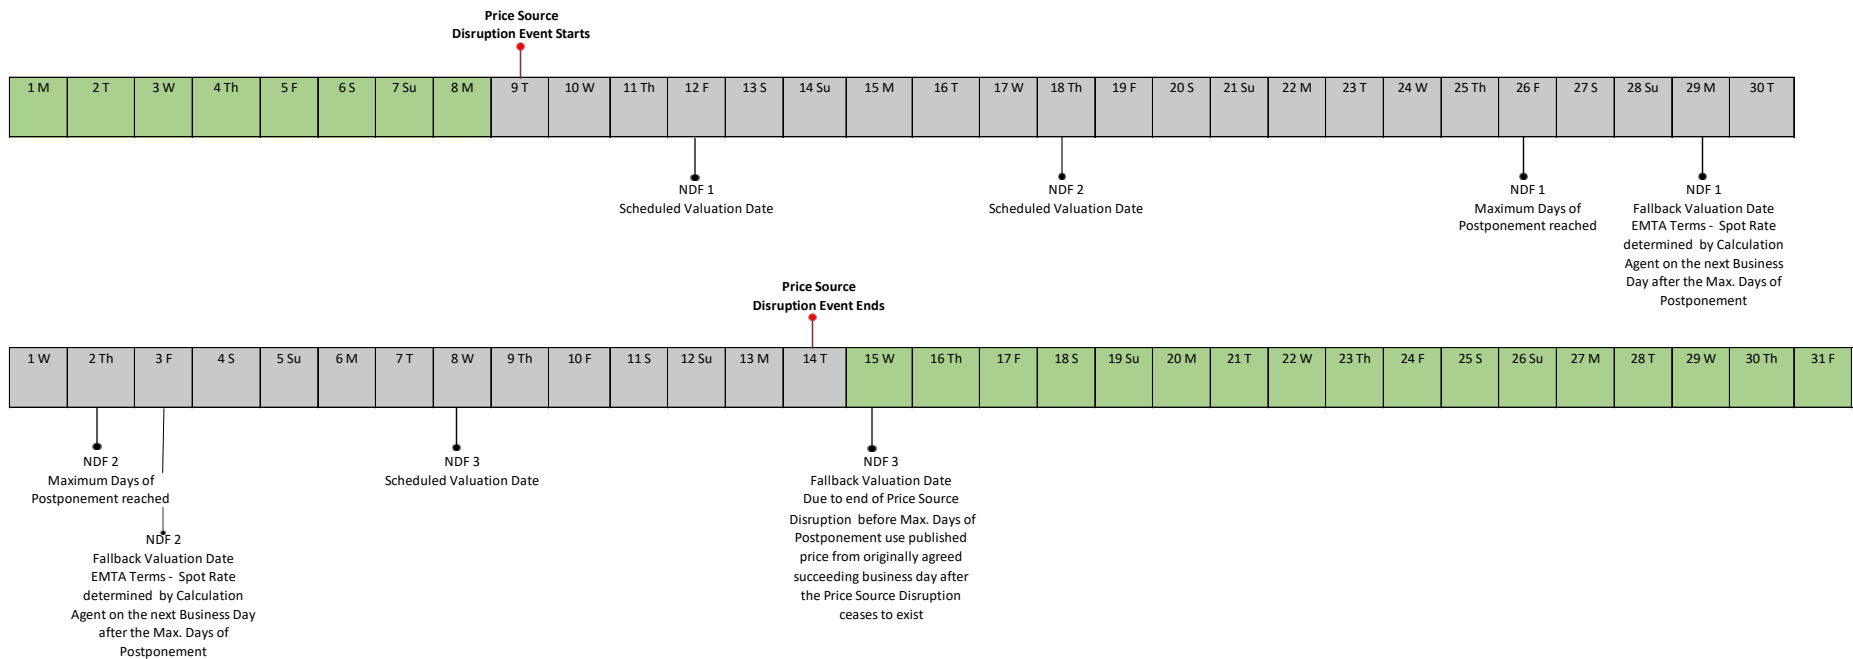 Price Source
Disruption Event Starts
1 M 2 T 3 W 4 Th 5 F 6 S 7 Su 8 M 9 T 10 W 11 Th 12 F 13 S 14 Su 15 M 16 T 17 W 18 Th 19 F 20 S 21 Su 22 M 23 T 24 W 25 Th 26 F 27 S 28 Su 29 M 30 T
NDF 1
Scheduled Valuation Date
NDF 2
Scheduled Valuation Date
NDF 1
Maximum Days of
Postponement reached
NDF 1
Fallback Valuation Date
EMTA Terms - Spot Rate
determined by Calculation
Agent on the next Business
Day after the Max. Days of
Postponement
Price Source
Disruption Event Ends
1 W 2 Th 3 F 4 S 5 Su 6 M 7 T 8 W 9 Th 10 F 11 S 12 Su 13 M 14 T 15 W 16 Th 17 F 18 S 19 Su 20 M 21 T 22 W 23 Th 24 F 25 S 26 Su 27 M 28 T 29 W 30 Th 31 F
NDF 2
Maximum Days of
Postponement reached
NDF 2
Fallback Valuation Date
EMTA Terms - Spot Rate
determined by Calculation
Agent on the next Business Day
after the Max. Days of
Postponement
NDF 3
Scheduled Valuation Date
NDF 3
Fallback Valuation Date
Due to end of Price Source
Disruption before Max. Days of
Postponement use published
price from originally agreed
succeeding business day after
the Price Source Disruption
ceases to exist